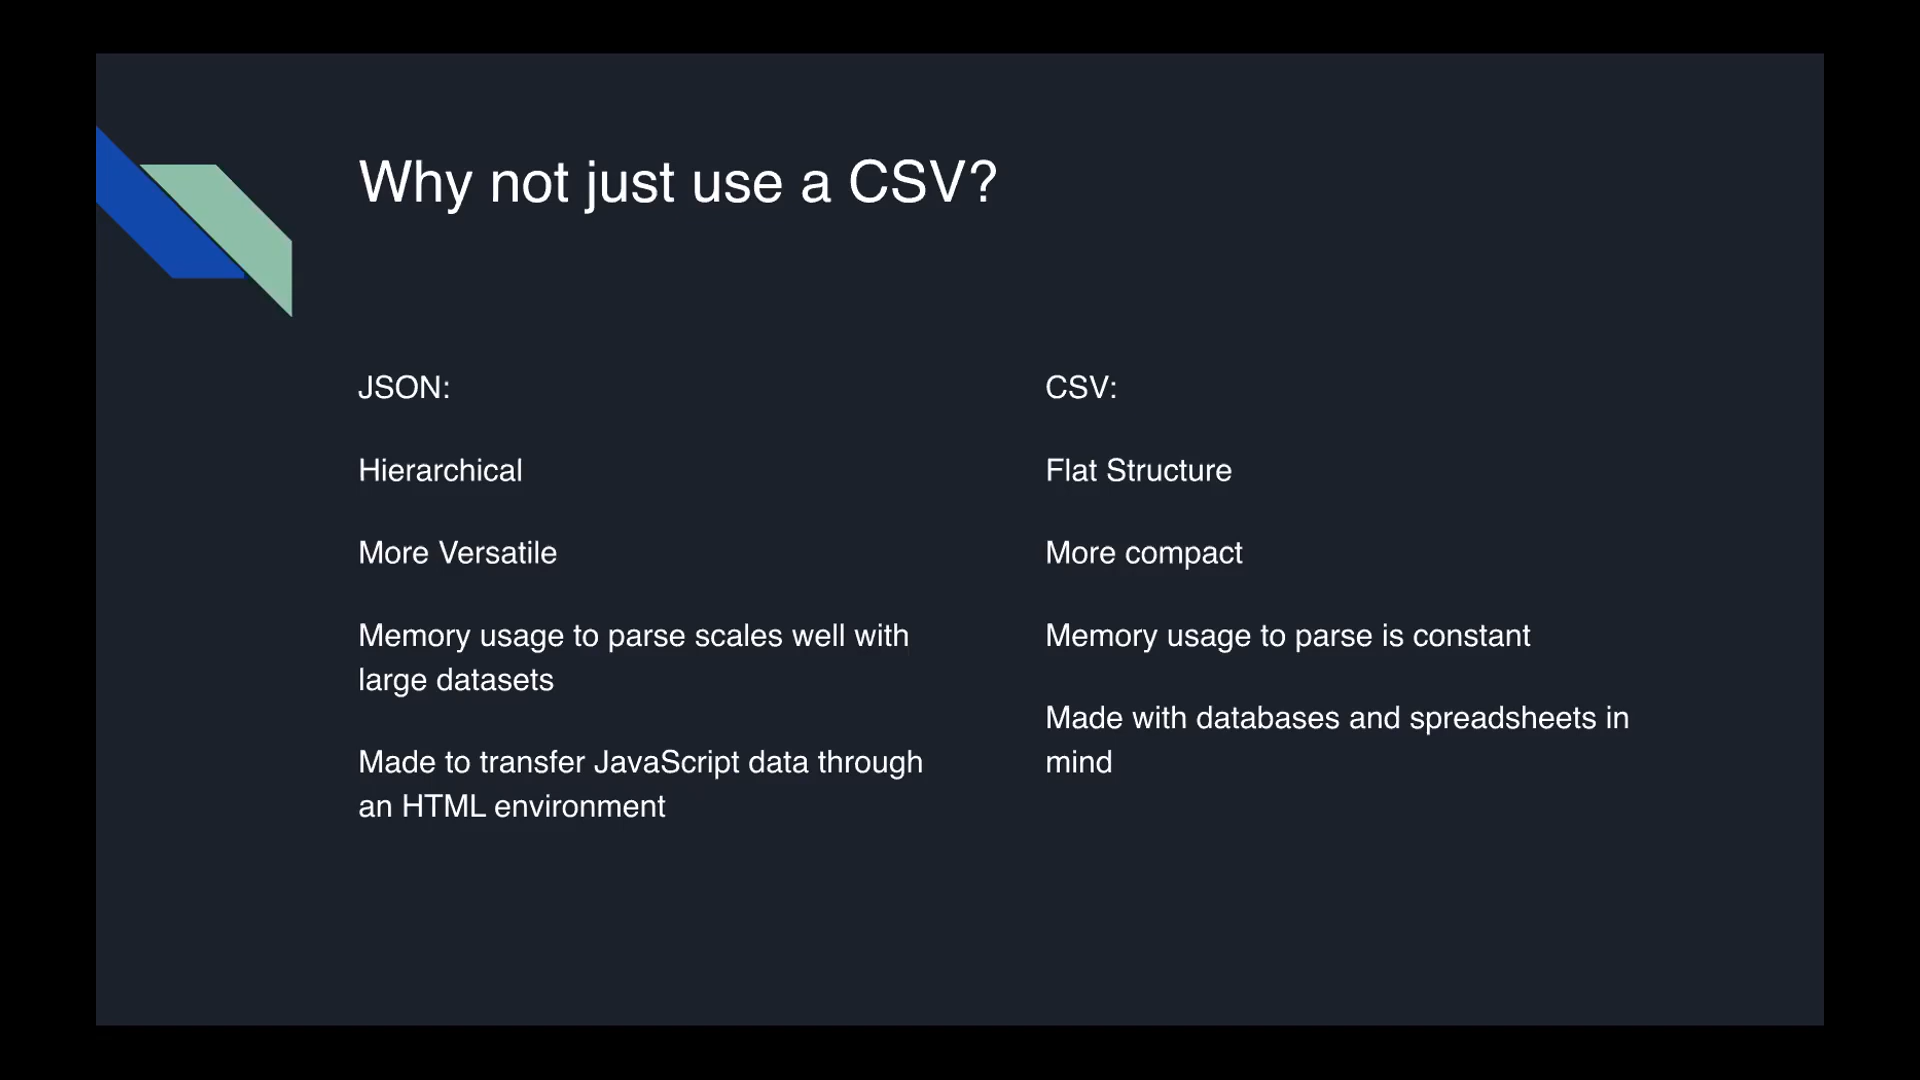 Why not just use a CSV?
JSON:
Hierarchical
More Versatile
Memory usage to parse scales well with
large datasets
Made to transfer JavaScript data through
an HTML environment
CSV:
Flat Structure
More compact
Memory usage to parse is constant
Made with databases and spreadsheets in
mind